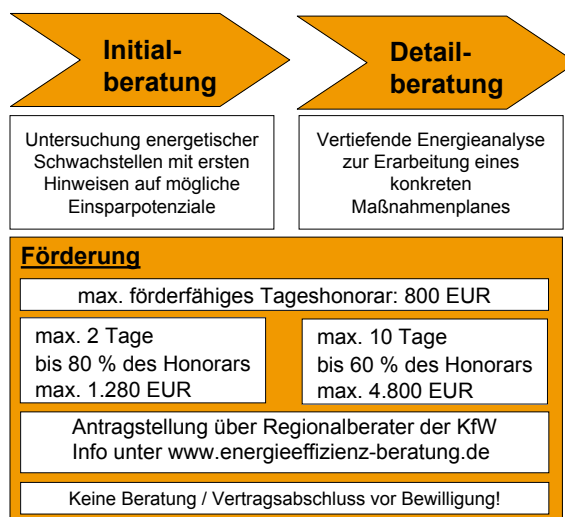 Initial-
beratung
Detail-
beratung
Untersuchung energetischer
Schwachstellen mit ersten
Hinweisen auf mögliche
Einsparpotenziale
Vertiefende Energieanalyse
zur Erarbeitung eines
konkreten
Maßnahmenplanes
Förderung
max. förderfähiges Tageshonorar: 800 EUR
max. 2 Tage
bis 80 % des Honorars
max. 1.280 EUR
max. 10 Tage
bis 60 % des Honorars
max. 4.800 EUR
Antragstellung über Regionalberater der KfW
Info unter www.energieeffizienz-beratung.de
Keine Beratung / Vertragsabschluss vor Bewilligung!